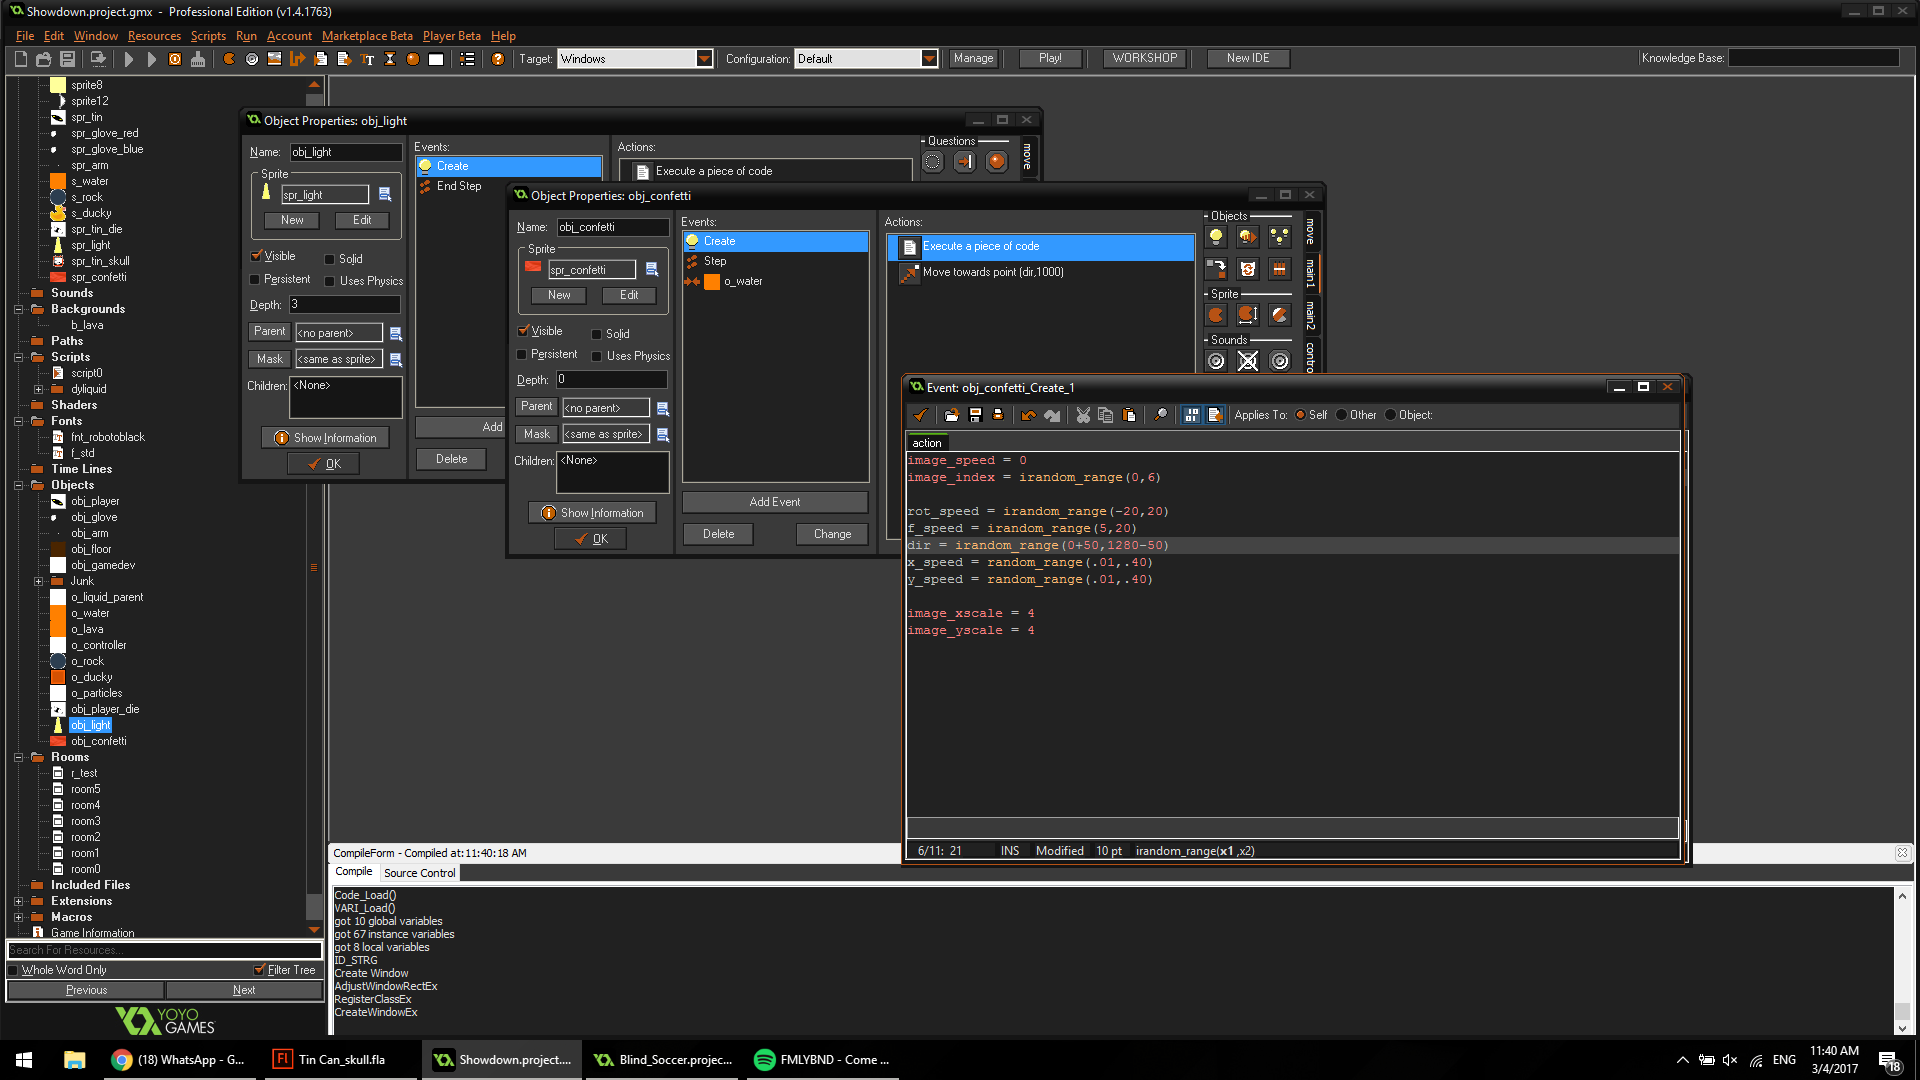 Showdown.project.gmx - Professional Edition (v1.4.1763)
File Edit Window Resources Scripts Run Account Marketplace Beta Player Beta Help
Target: Windows Configuration: Default Manage Play! WORKSHOP New IDE Knowledge Base:
sprite8
sprite12
spr_tin
spr_glove_red
spr_glove_blue
spr_arm
s_water
s_rock
s_ducky
spr_tin_die
spr_light
spr_tin_skull
spr_confetti
Sounds
Backgrounds
b_lava
Paths
Scripts
script0
dyliquid
Shaders
Fonts
fnt_robotoblack
f_std
Time Lines
Objects
obj_player
obj_glove
obj_arm
obj_floor
obj_gamedev
Junk
o_liquid_parent
o_water
o_lava
o_controller
o_rock
o_ducky
o_particles
obj_player_die
obj_light
obj_confetti
Rooms
r_test
room5
room4
room3
room2
room1
room0
Included Files
Extensions
Macros
Game Information
Search For Resources...
Whole Word Only Filter Tree
Previous Next
YOYO
GAMES
Object Properties: obj_light
Name: obj_light
Sprite
spr_light
New Edit
Visible Solid
Persistent Uses Physics
Depth: 3
Parent <no parent>
Mask <same as sprite>
Children: <None>
Show Information
OK
Events:
Create
End Step
Add
Delete
Actions:
Execute a piece of code
Questions
move
Object Properties: obj_confetti
Name: obj_confetti
Sprite
spr_confetti
New Edit
Visible Solid
Persistent Uses Physics
Depth: 0
Parent <no parent>
Mask <same as sprite>
Children: <None>
Show Information
OK
Events:
Create
Step
o_water
Add Event
Delete Change
Actions:
Execute a piece of code
Move towards point (dir,1000)
Objects
Sprite
Sounds
move
main1
main2
contro
Event: obj_confetti_Create_1
Applies To: Self Other Object:
action
image_speed = 0
image_index = irandom_range(0,6)
rot_speed = irandom_range(-20,20)
f_speed = irandom_range(5,20)
dir = irandom_range(0+50,1280-50)
x_speed = random_range(.01,.40)
y_speed = random_range(.01,.40)
image_xscale = 4
image_yscale = 4
6/11: 21 INS Modified 10 pt irandom_range(x1 ,x2)
CompileForm - Compiled at:11:40:18 AM
Compile Source Control
Code_Load()
VARI_Load()
got 10 global variables
got 67 instance variables
got 8 local variables
ID_STRG
Create Window
AdjustWindowRectEx
RegisterClassEx
CreateWindowEx
(18) WhatsApp - G...
Tin Can_skull.fla
Showdown.project....
Blind_Soccer.projec...
FMLYBND - Come ...
ENG
11:40 AM
3/4/2017
18